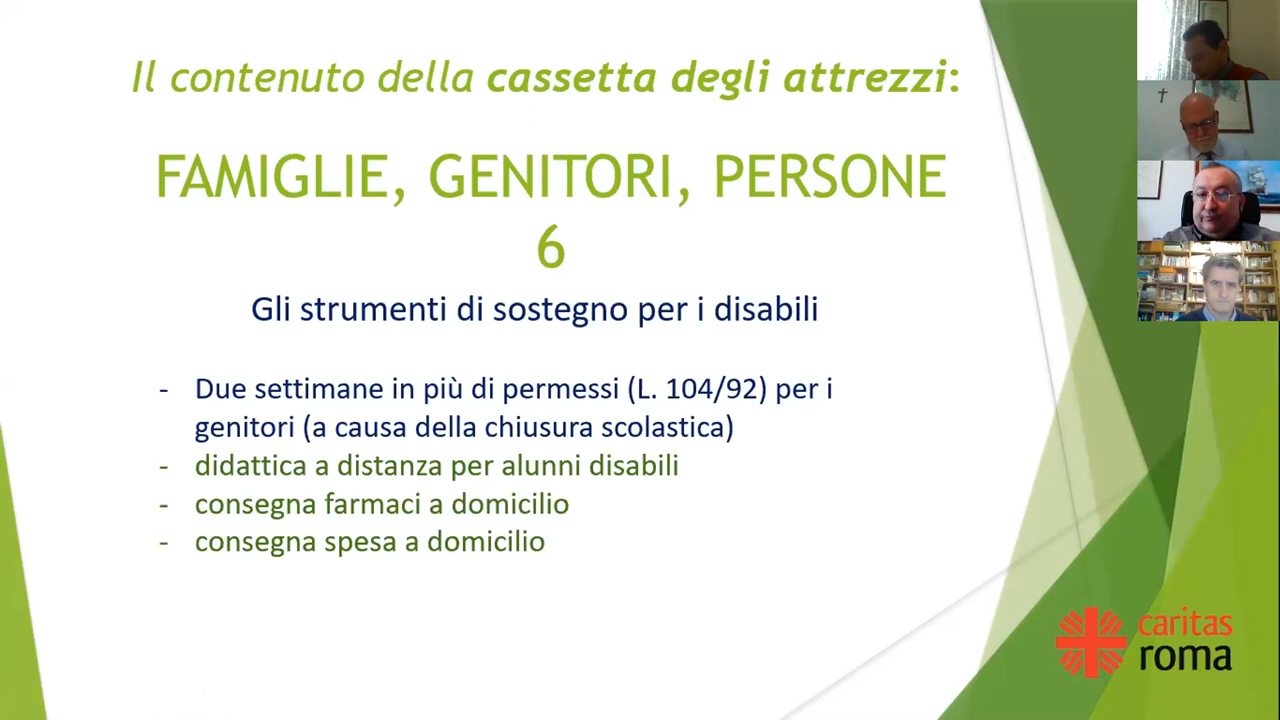 Il contenuto della cassetta degli attrezzi:
FAMIGLIE, GENITORI, PERSONE
6
Gli strumenti di sostegno per i disabili
- Due settimane in più di permessi (L. 104/92) per i
genitori (a causa della chiusura scolastica)
- didattica a distanza per alunni disabili
- consegna farmaci a domicilio
- consegna spesa a domicilio
caritas
roma